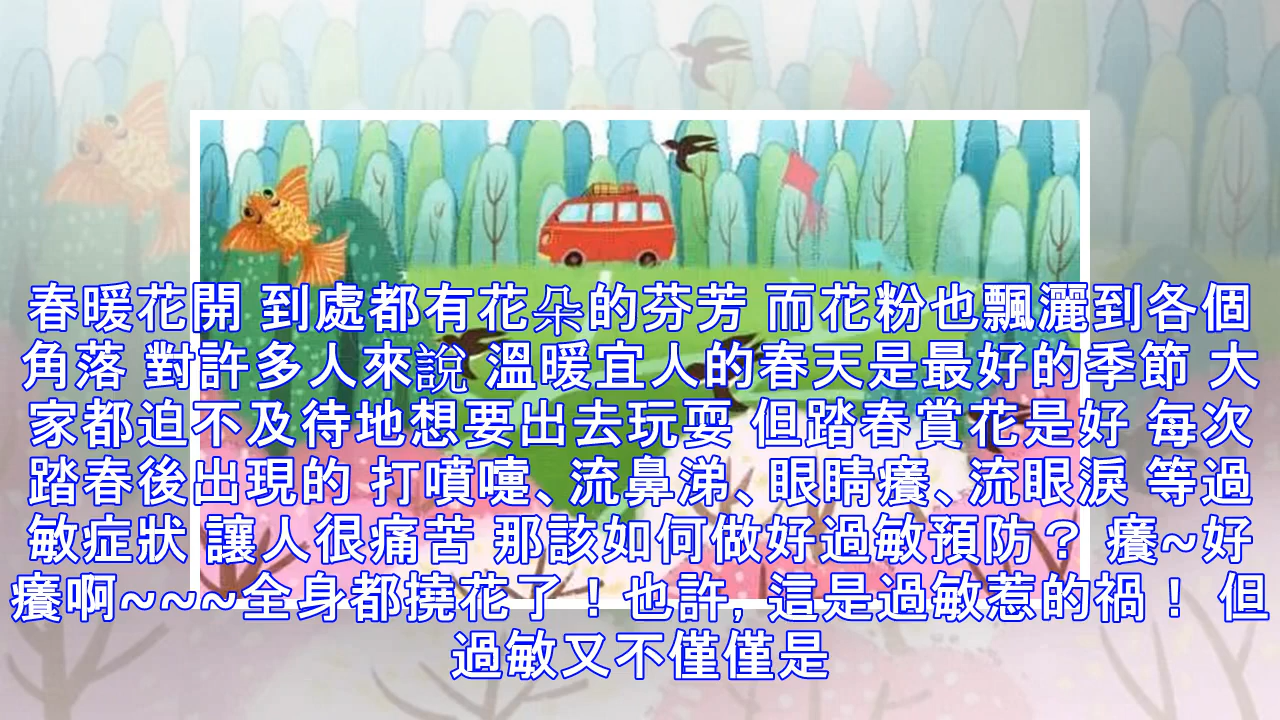 春暖花開 到處都有花朵的芬芳 而花粉也飄灑到各個
角落 對許多人來說 溫暖宜人的春天是最好的季節 大
家都迫不及待地想要出去玩耍 但踏春賞花是好 每次
踏春後出現的 打噴嚏、流鼻涕、眼睛癢、流眼淚 等過
敏症狀 讓人很痛苦 那該如何做好過敏預防？ 癢~好
癢啊~~~全身都撓花了！也許, 這是過敏惹的禍！ 但
過敏又不僅僅是